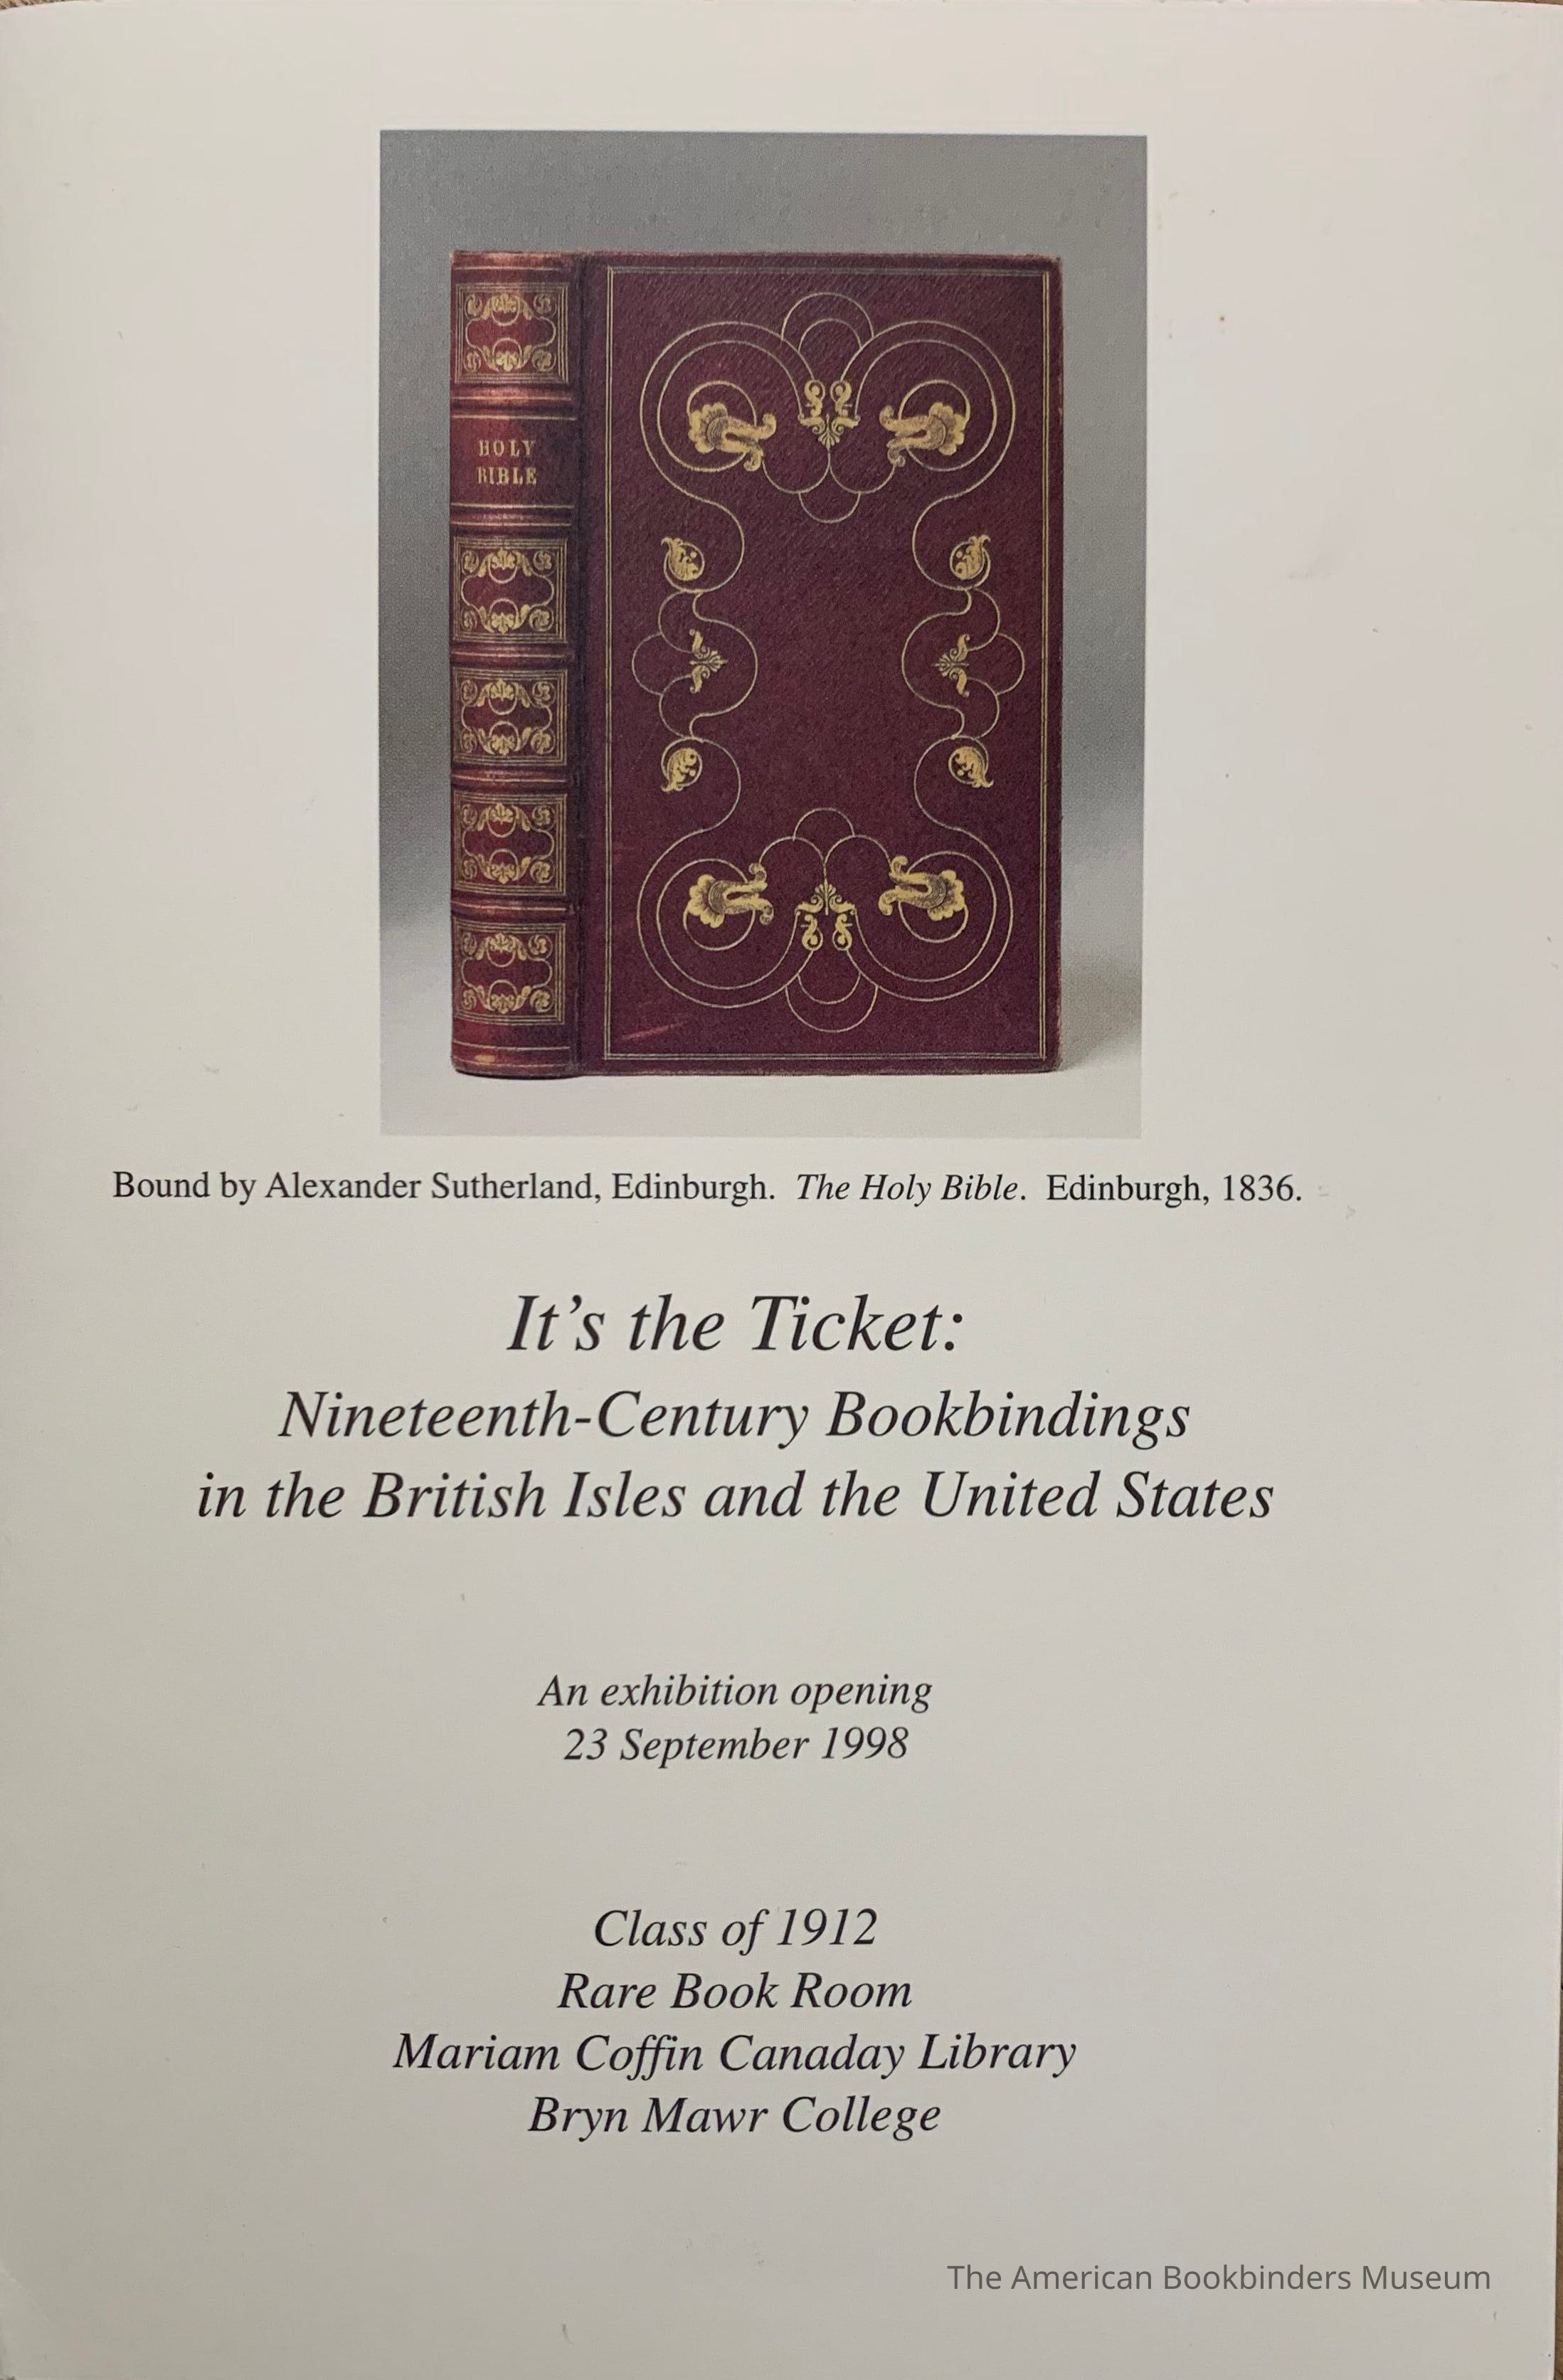 HOLY
BIBLE
Bound by Alexander Sutherland, Edinburgh. The Holy Bible. Edinburgh, 1836.
It's the Ticket:
Nineteenth-Century Bookbindings
in the British Isles and the United States
An exhibition opening
23 September 1998
Class of 1912
Rare Book Room
Mariam Coffin Canaday Library
Bryn Mawr College
The American Bookbinders Museum